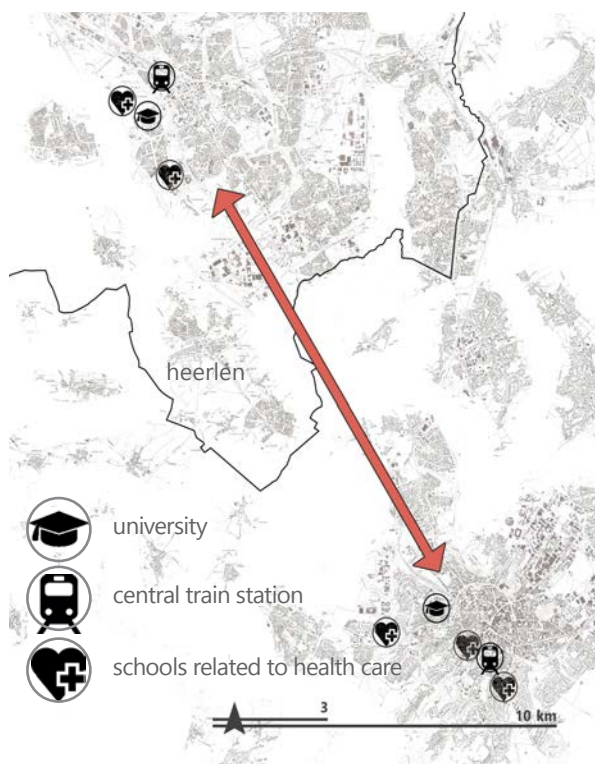 heerlen
university
central train station
schools related to health care
3
10 km